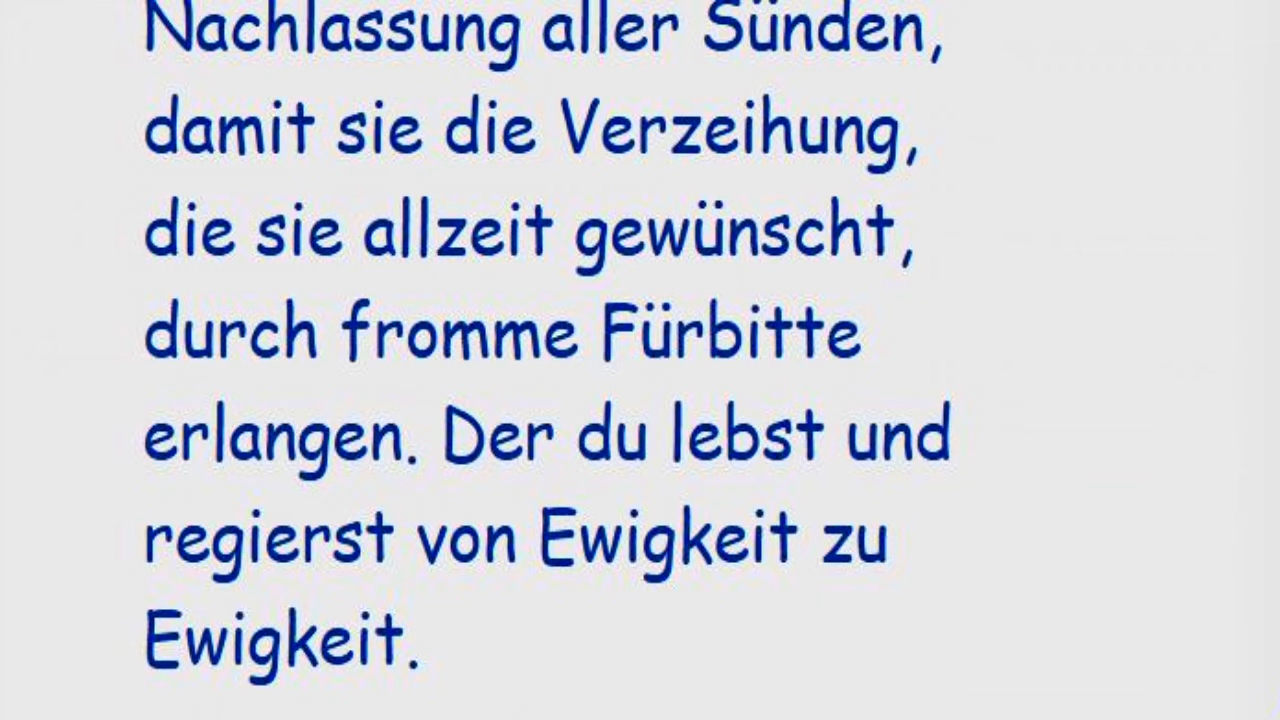 Nachlassung aller Sünden,
damit sie die Verzeihung,
die sie allzeit gewünscht,
durch fromme Fürbitte
erlangen. Der du lebst und
regierst von Ewigkeit zu
Ewigkeit.